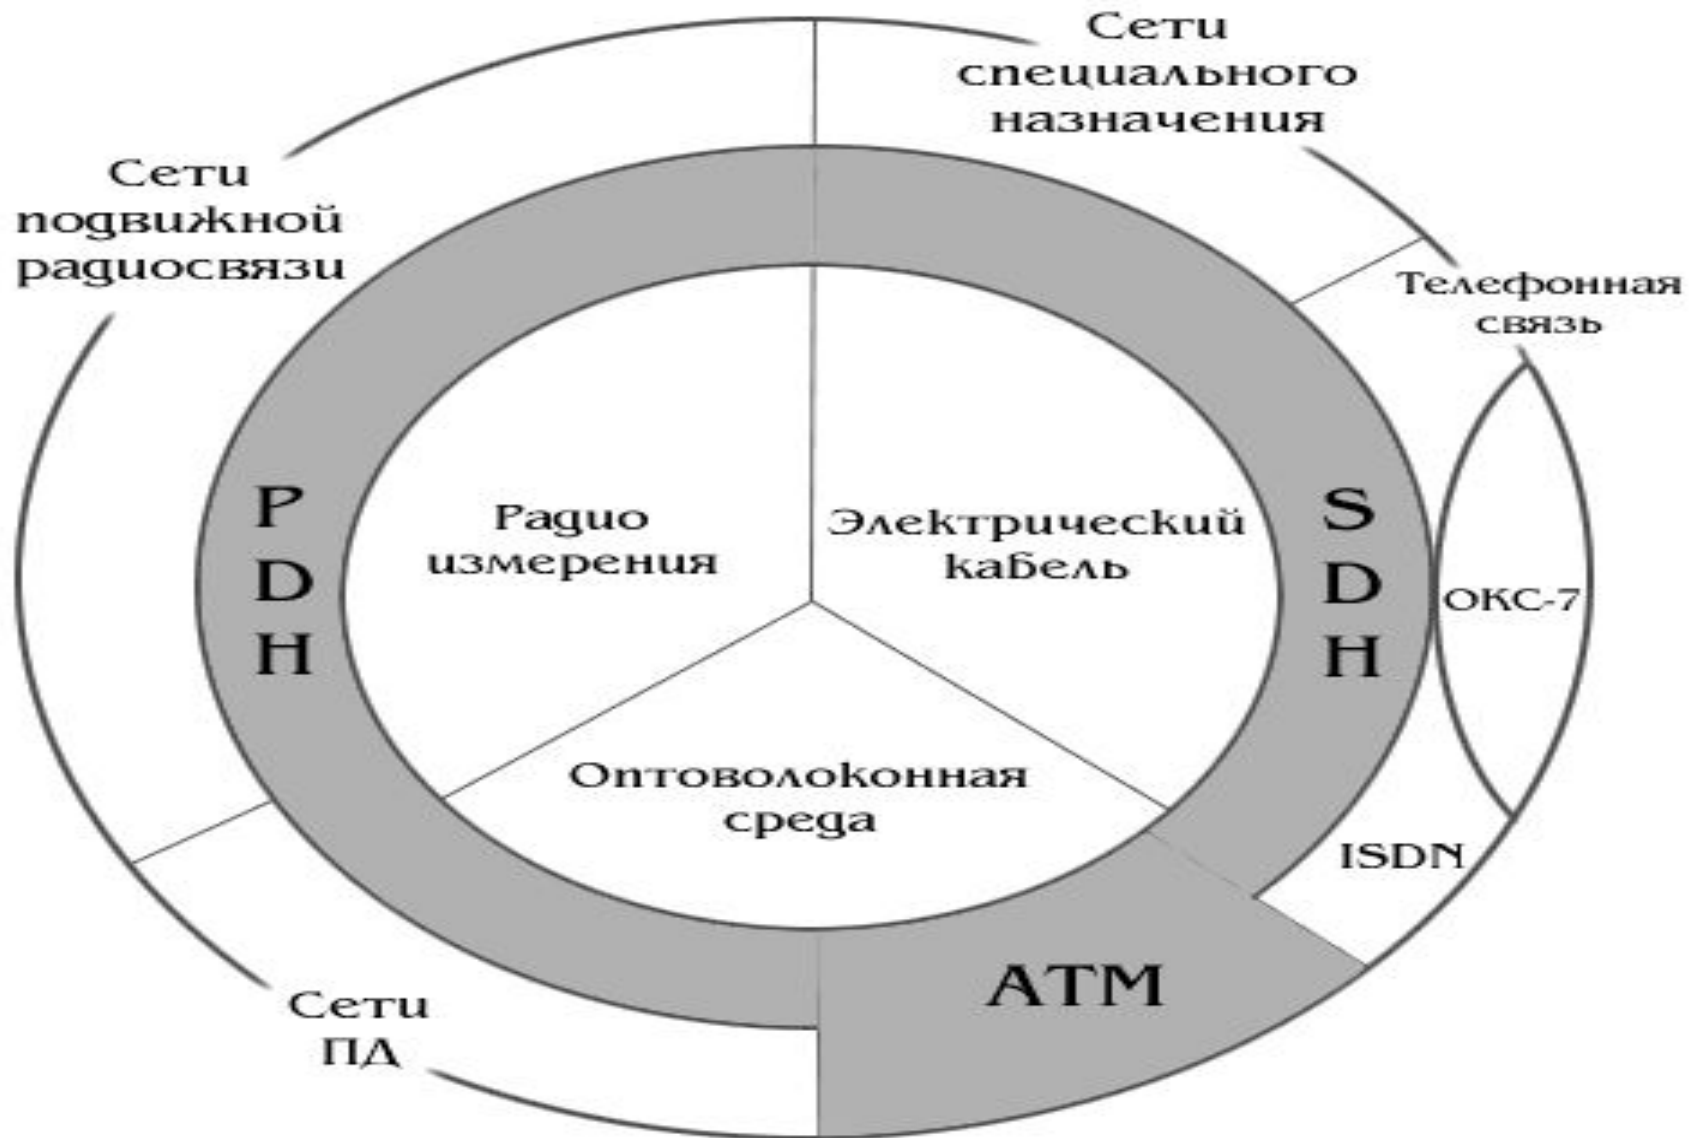 Сети
специального
назначения
Сети
подвижной
радиосвязи
Телефонная
связь
P
D
H
Радио
измерения
Электрический
кабель
S
D
H
ОКС-7
Оптоволоконная
среда
ISDN
ATM
Сети
ПД